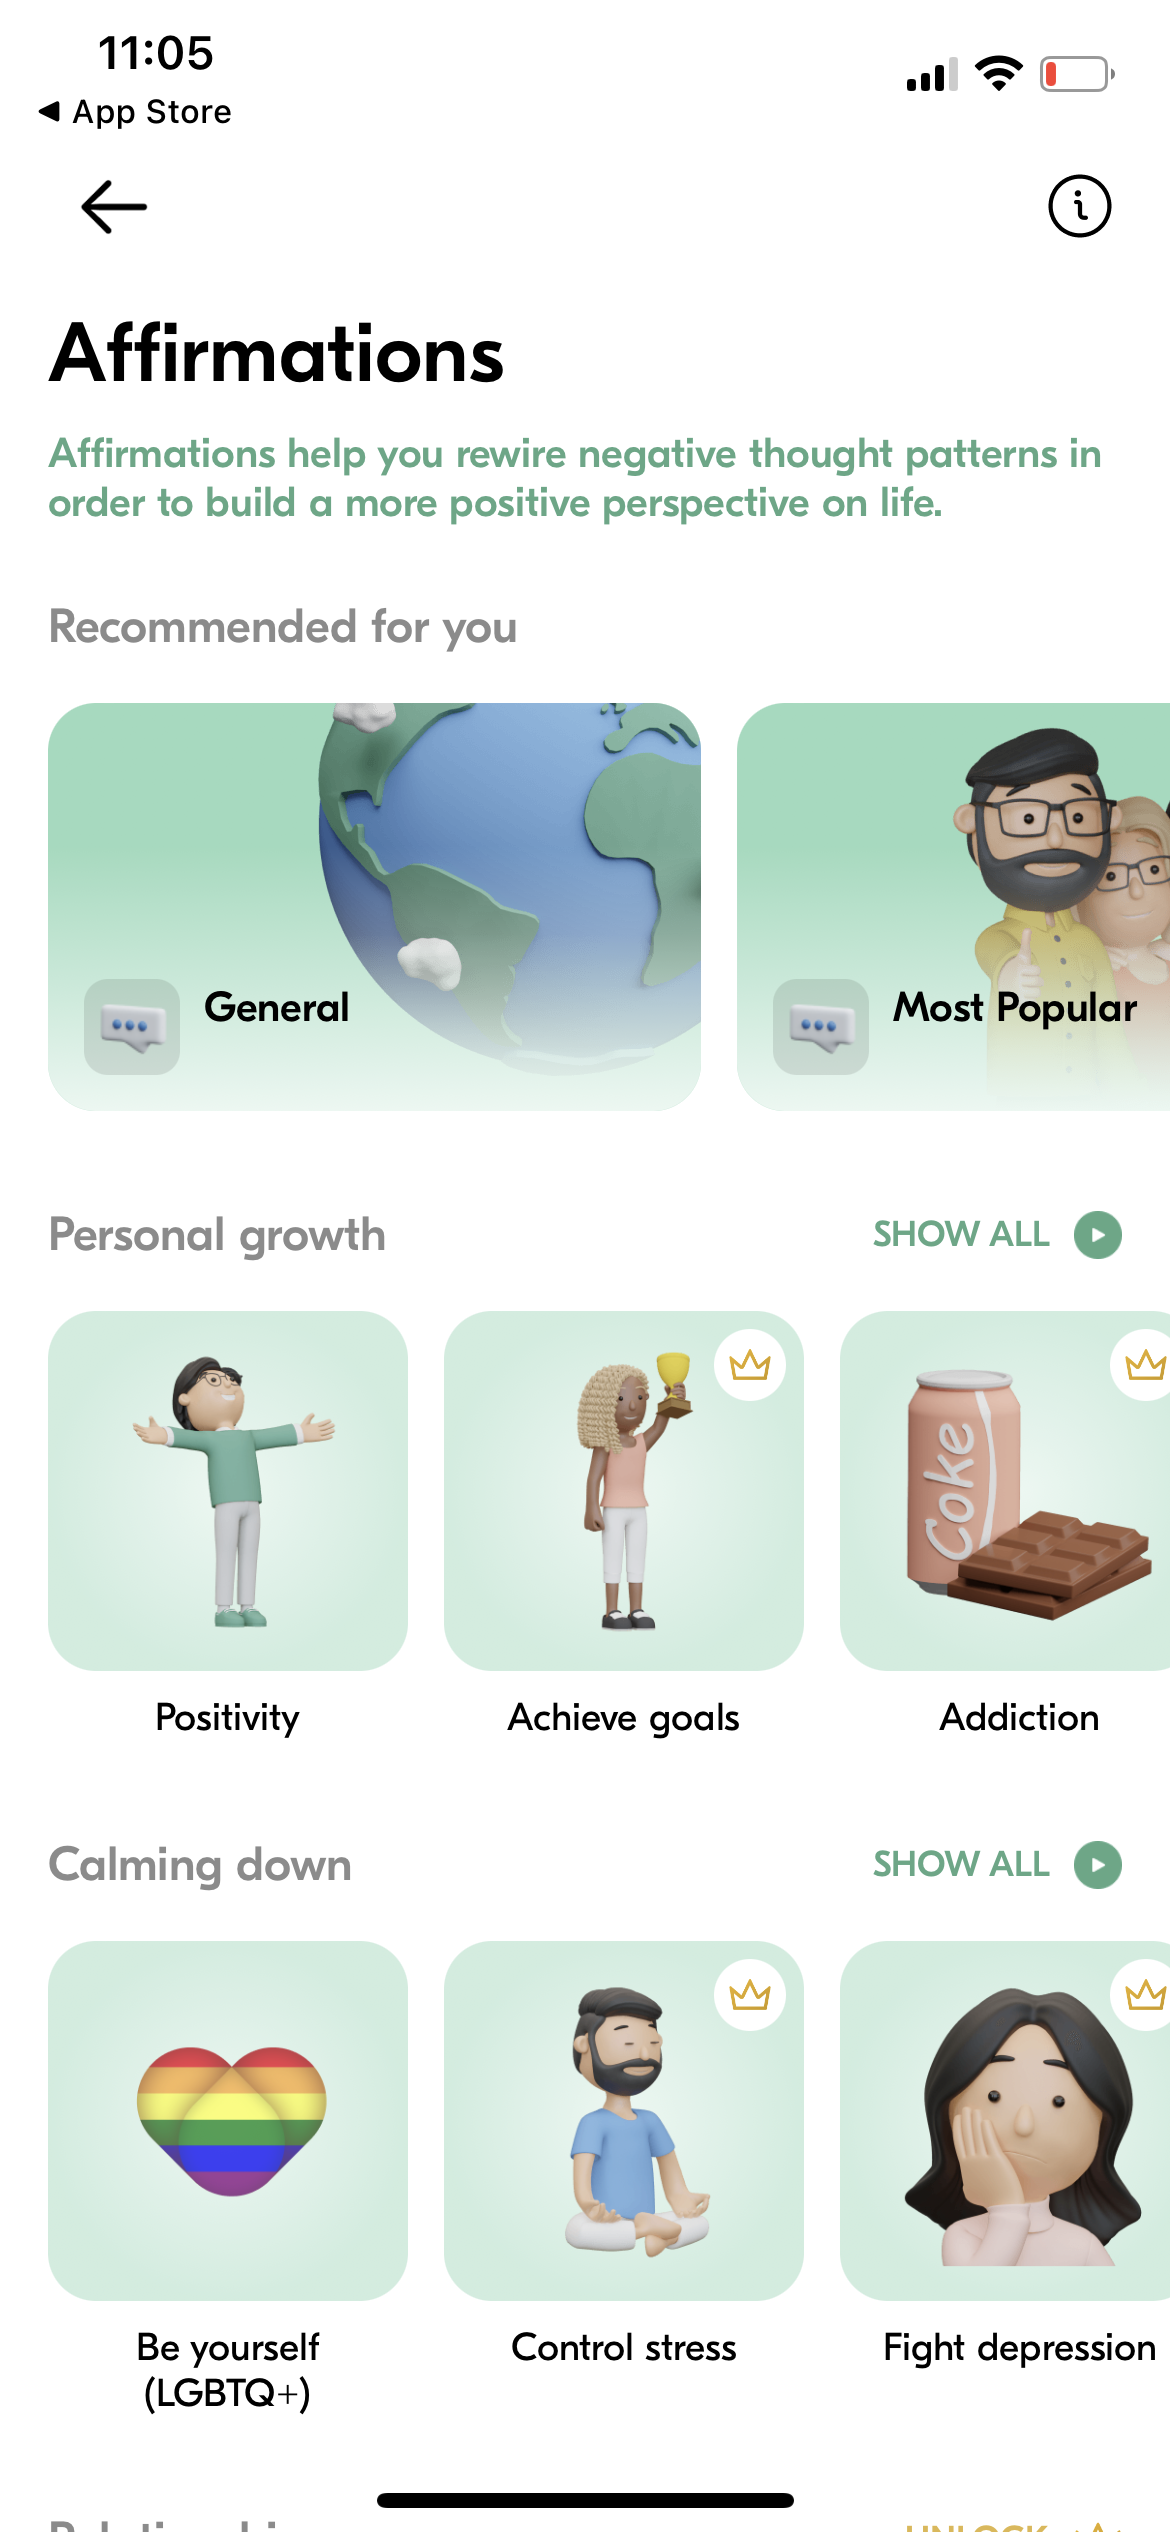 11:05
App Store
Affirmations
Affirmations help you rewire negative thought patterns in
order to build a more positive perspective on life.
Recommended for you
General
Most Popular
Personal growth
SHOW ALL
Coke
Positivity
Achieve goals
Addiction
Calming down
SHOW ALL
Be yourself
(LGBTQ+)
Control stress
Fight depression
UNLOCK